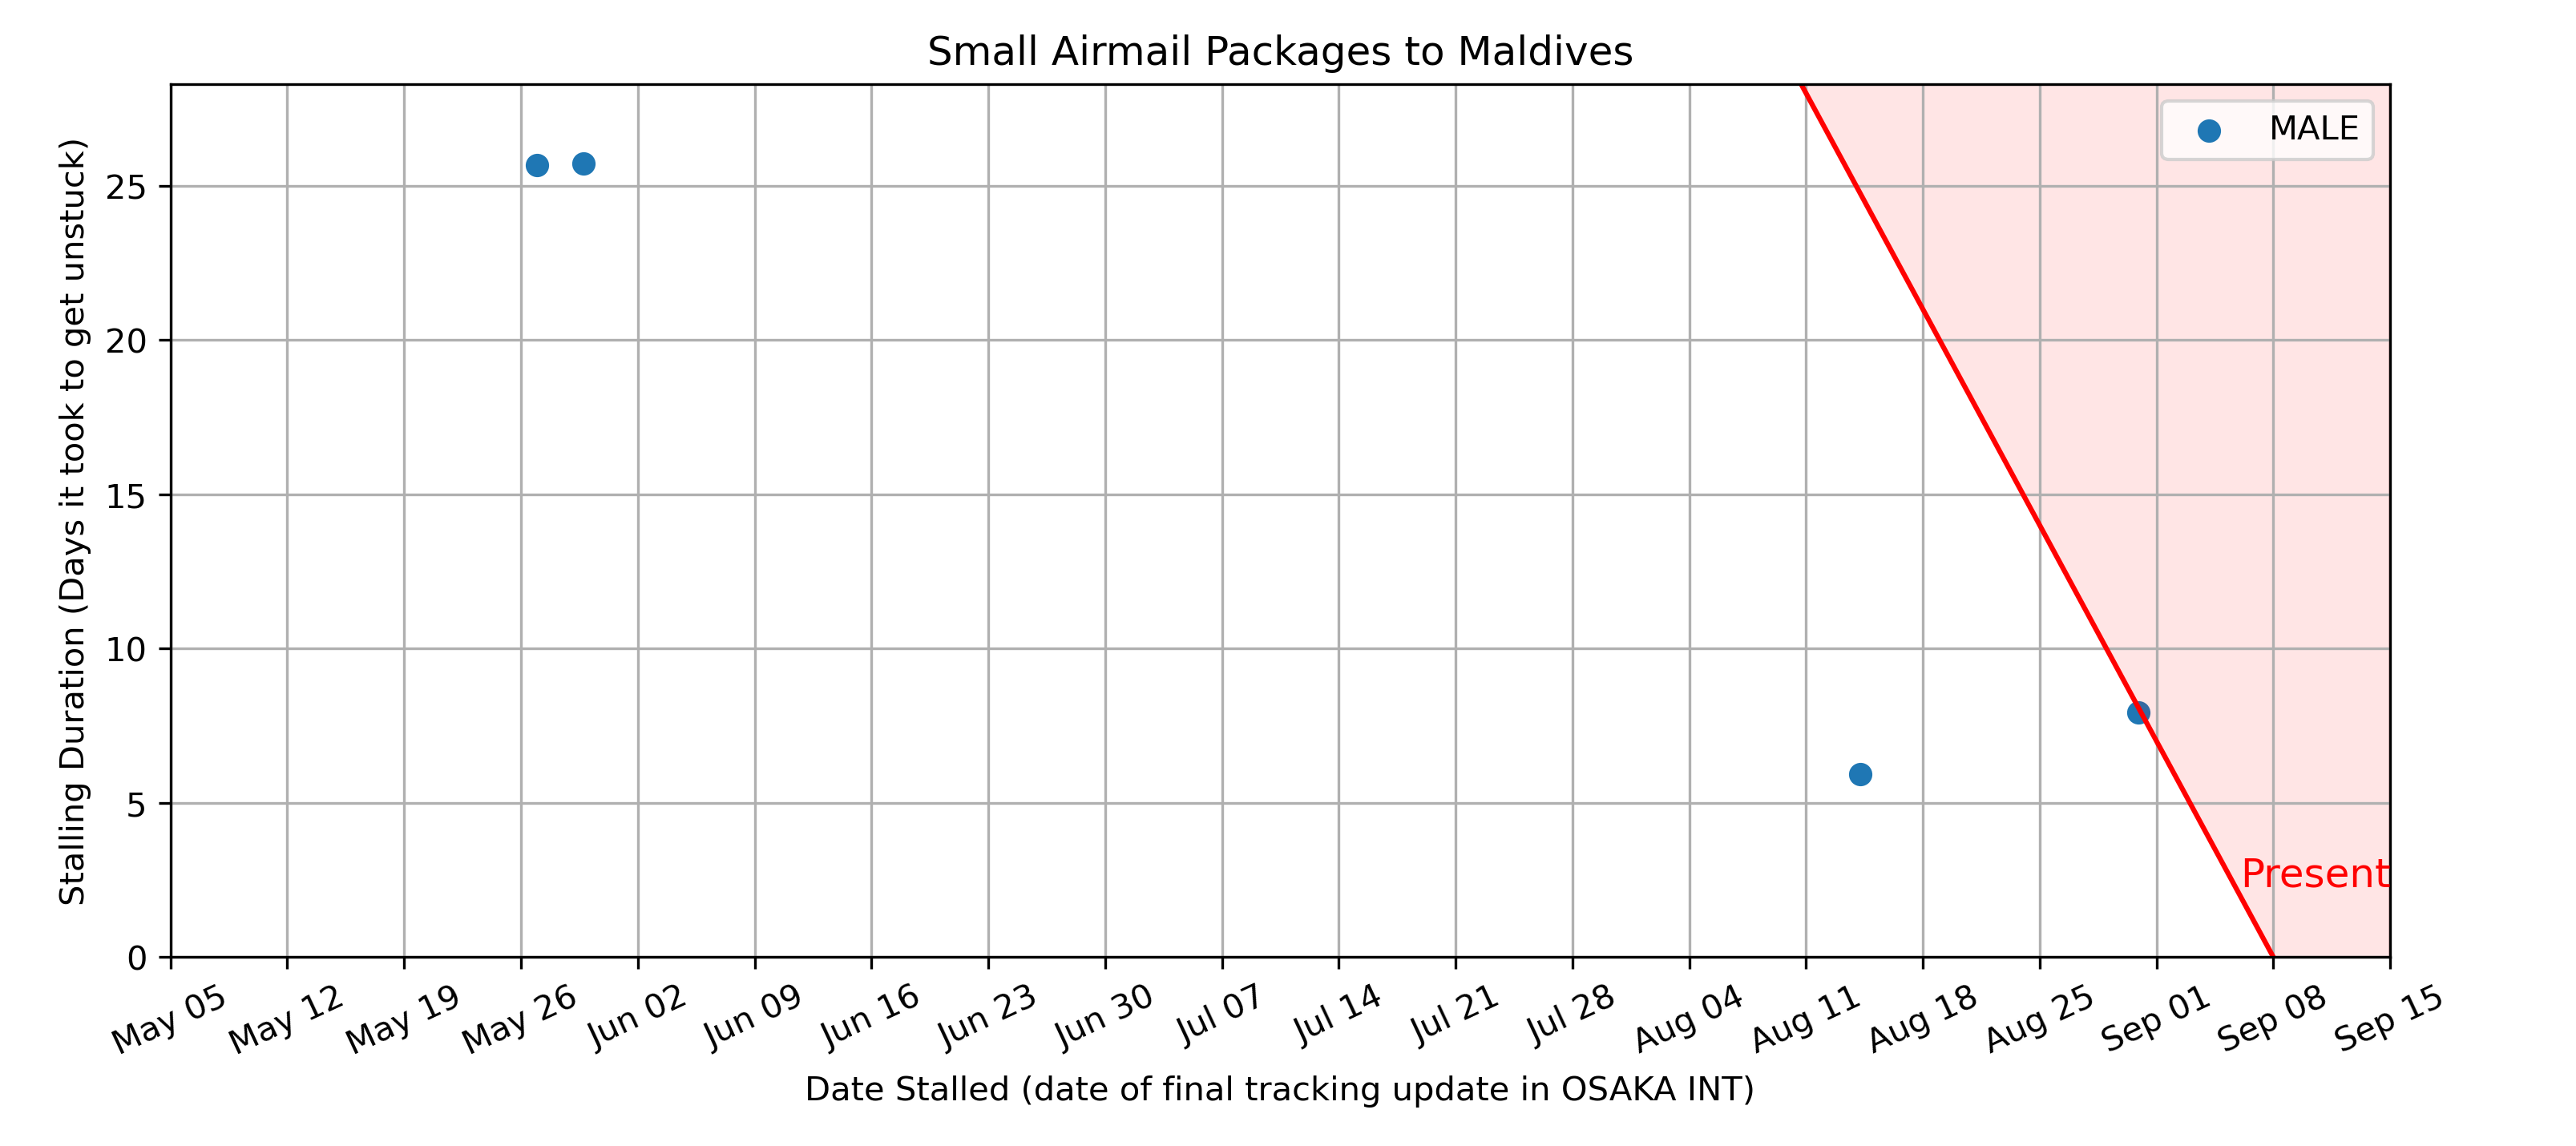 Small Airmail Packages to Maldives
MALE
Stalling Duration (Days it took to get unstuck)
25
20
15
10
5
0
Present
May 05
May 12
May 19
May 26
Jun 02
Jun 09
Jun 16
Jun 23
Jun 30
Jul 07
Jul 14
Jul 21
Jul 28
Aug 04
Aug 11
Aug 18
Aug 25
Sep 01
Sep 08
Sep 15
Date Stalled (date of final tracking update in OSAKA INT)